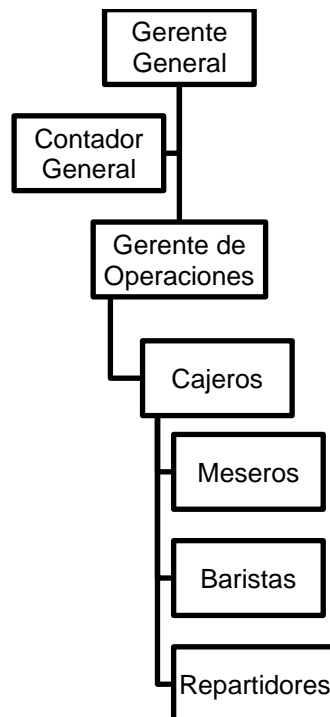 Gerente
General
Contador
General
Gerente de
Operaciones
Cajeros
Meseros
Baristas
Repartidores